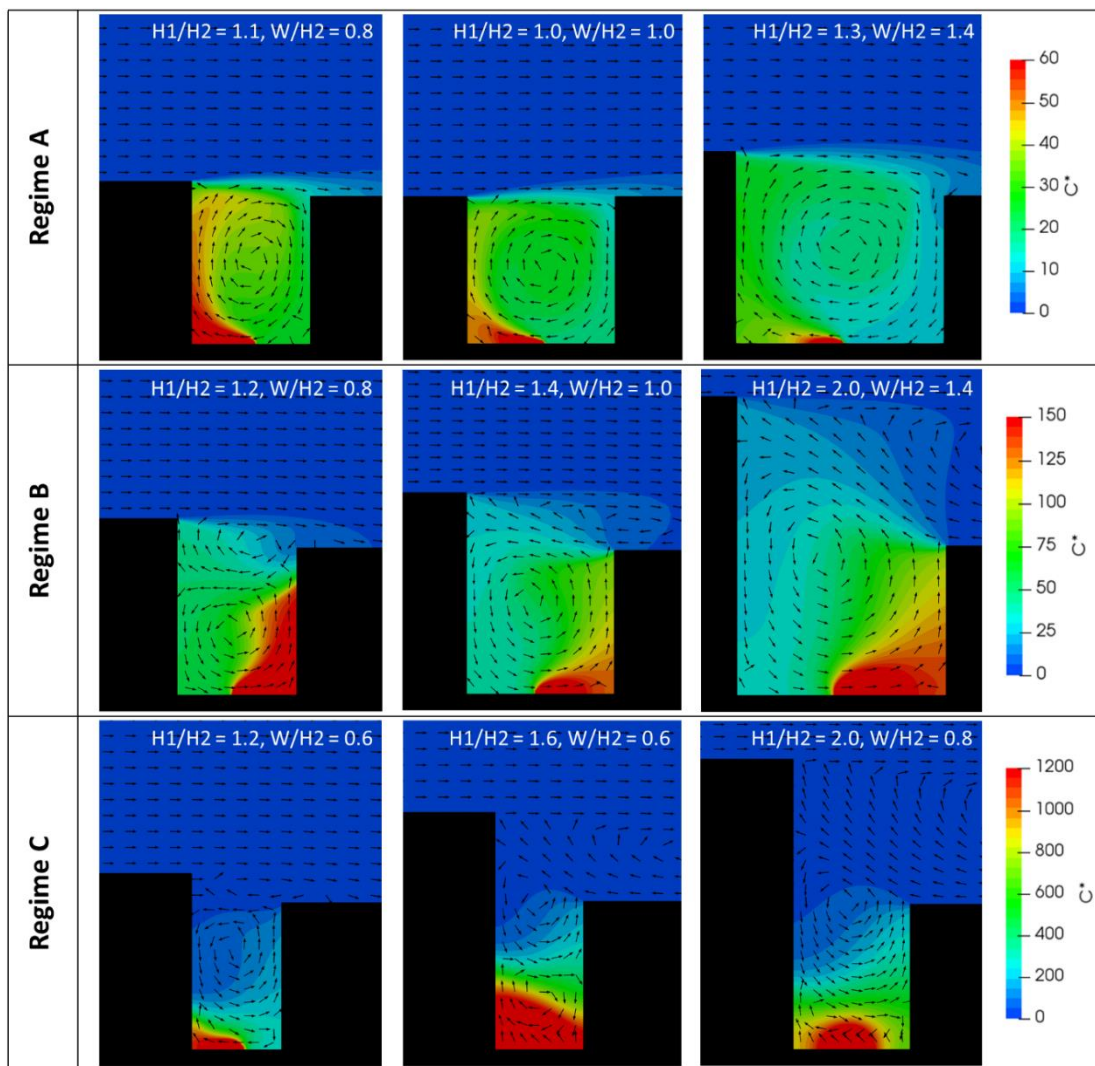 Regime A
H1/H2 = 1.1, W/H2 = 0.8
H1/H2 = 1.0, W/H2 = 1.0
H1/H2 = 1.3, W/H2 = 1.4
60
50
40
30
20
10
0
C*
Regime B
H1/H2 = 1.2, W/H2 = 0.8
H1/H2 = 1.4, W/H2 = 1.0
H1/H2 = 2.0, W/H2 = 1.4
150
125
100
75
50
25
0
C*
Regime C
H1/H2 = 1.2, W/H2 = 0.6
H1/H2 = 1.6, W/H2 = 0.6
H1/H2 = 2.0, W/H2 = 0.8
1200
1000
800
600
400
200
0
C*